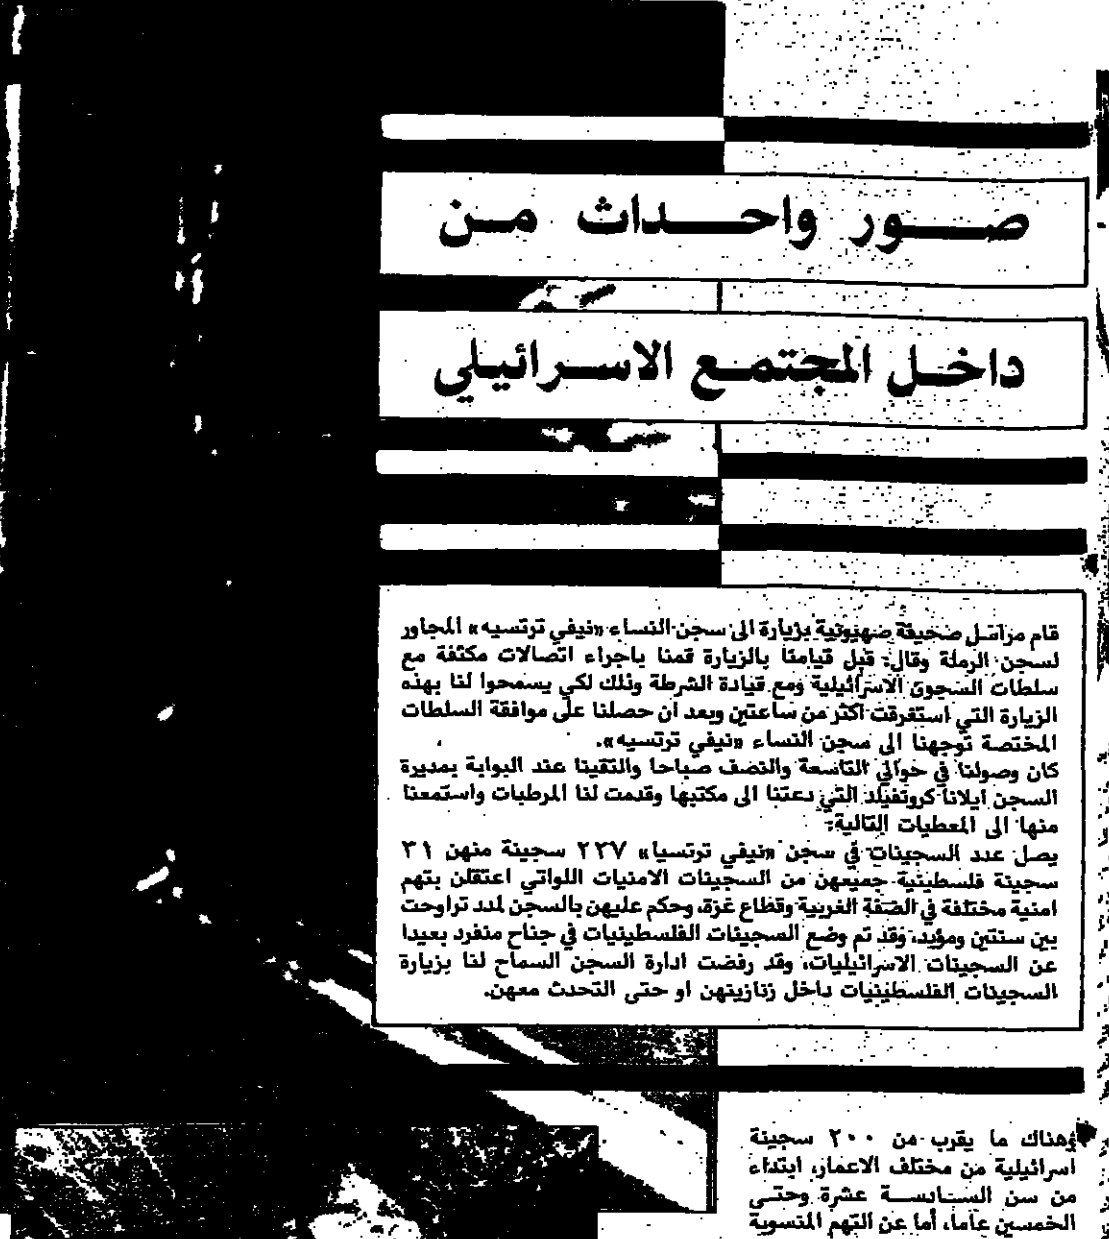 صور واحداث من
داخل المجتمع الاسرائيلي
قام مراسل صحيفة صهيونية بزيارة الى سجن النساء «نيفي ترتسيه» المجاور
لسجن الرملة وقال: قبل قيامنا بالزيارة قمنا باجراء اتصالات مكثفة مع
سلطات السجون الاسرائيلية ومع قيادة الشرطة وذلك لكي يسمحوا لنا بهذه
الزيارة التي استغرقت اكثر من ساعتين وبعد ان حصلنا على موافقة السلطات
المختصة توجهنا الى سجن النساء «نيفي ترتسيه».
كان وصولنا في حوالي التاسعة والنصف صباحا والتقينا عند البوابة بمديرة
السجن ايلانا كروتفيلد التي دعتنا الى مكتبها وقدمت لنا المرطبات واستمعنا
منها الى المعطيات التالية:
يصل عدد السجينات في سجن «نيفي ترتسيا» ٢٢٧ سجينة منهن ٣١
سجينة فلسطينية جميعهن من السجينات الامنيات اللواتي اعتقلن بتهم
امنية مختلفة في الضفة الغربية وقطاع غزة، وحكم عليهن بالسجن لمدد تراوحت
بين سنتين ومؤبد، وقد تم وضع السجينات الفلسطينيات في جناح منفرد بعيدا
عن السجينات الاسرائيليات، وقد رفضت ادارة السجن السماح لنا بزيارة
السجينات الفلسطينيات داخل زنازينهن او حتى التحدث معهن.
وهناك ما يقرب من ٢٠٠ سجينة
اسرائيلية من مختلف الاعمار، ابتداء
من سن السادسة عشرة وحتى
الخمسين عاما، أما عن التهم المنسوبة